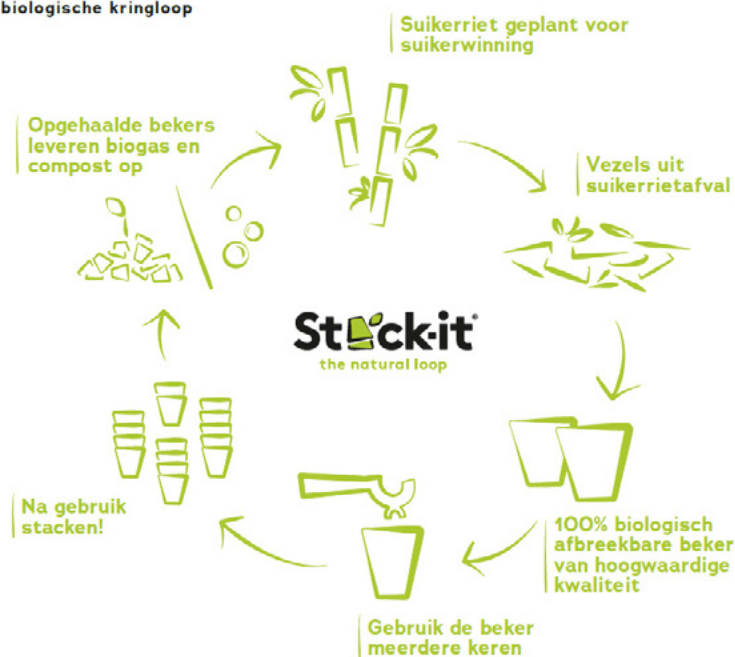 biologische kringloop
Suikerriet geplant voor
suikerwinning
Vezels uit
suikerrietafval
100% biologisch
afbreekbare beker
van hoogwaardige
kwaliteit
Gebruik de beker
meerdere keren
Na gebruik
stacken!
Opgehaalde bekers
leveren biogas en
compost op
Stack-it®
the natural loop